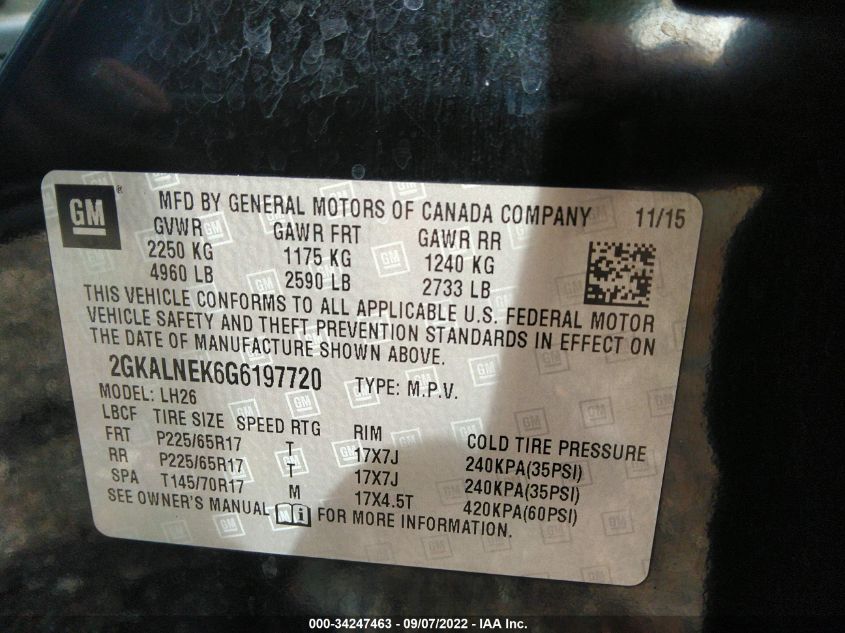 GM ® MFD BY GENERAL MOTORS OF CANADA COMPANY 11/15
GVWR GAWR FRT GAWR RR
2250 KG 1175 KG 1240 KG
4960 LB 2590 LB 2733 LB
THIS VEHICLE CONFORMS TO ALL APPLICABLE U.S. FEDERAL MOTOR
VEHICLE SAFETY AND THEFT PREVENTION STANDARDS IN EFFECT ON
THE DATE OF MANUFACTURE SHOWN ABOVE.
2GKALNEK6G6197720 TYPE: M.P.V.
MODEL: LH26
LBCF TIRE SIZE SPEED RTG RIM COLD TIRE PRESSURE
FRT P225/65R17 T 17X7J 240KPA(35PSI)
RR P225/65R17 T 17X7J 240KPA(35PSI)
SPA T145/70R17 M 17X4.5T 420KPA(60PSI)
SEE OWNER'S MANUAL i FOR MORE INFORMATION.
000-34247463 - 09/07/2022 - IAA Inc.